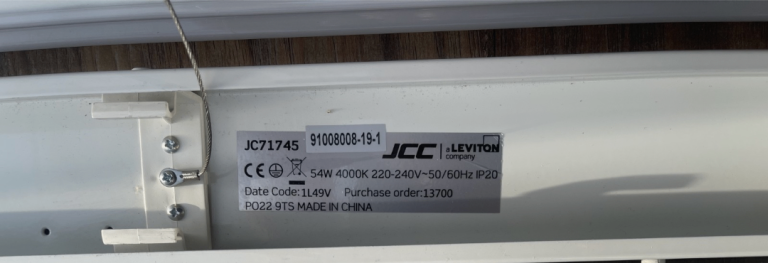 JC71745 91008008-19-1 JCC a LEVITON company
CE 54W 4000K 220-240V~50/60Hz IP20
Date Code: 1L49V Purchase order:13700
PO22 9TS MADE IN CHINA